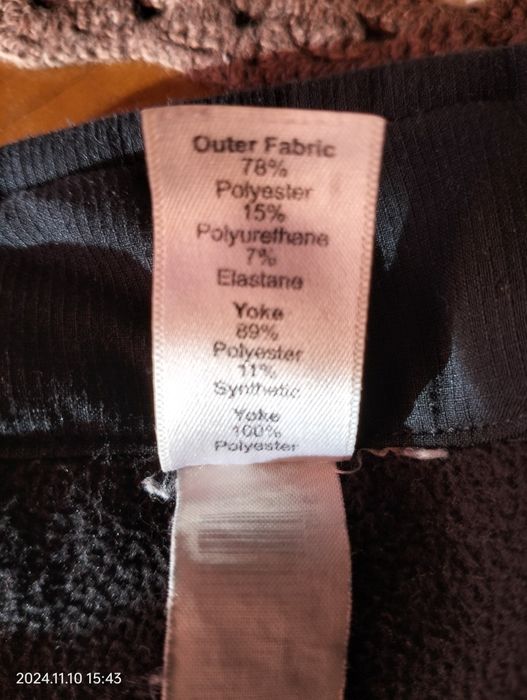 Outer Fabric
78%
Polyester
15%
Polyurethane
7%
Elastane
Yoke
89%
Polyester
11%
Synthetic
Yoke
100%
Polyester
2024.11.10 15:43